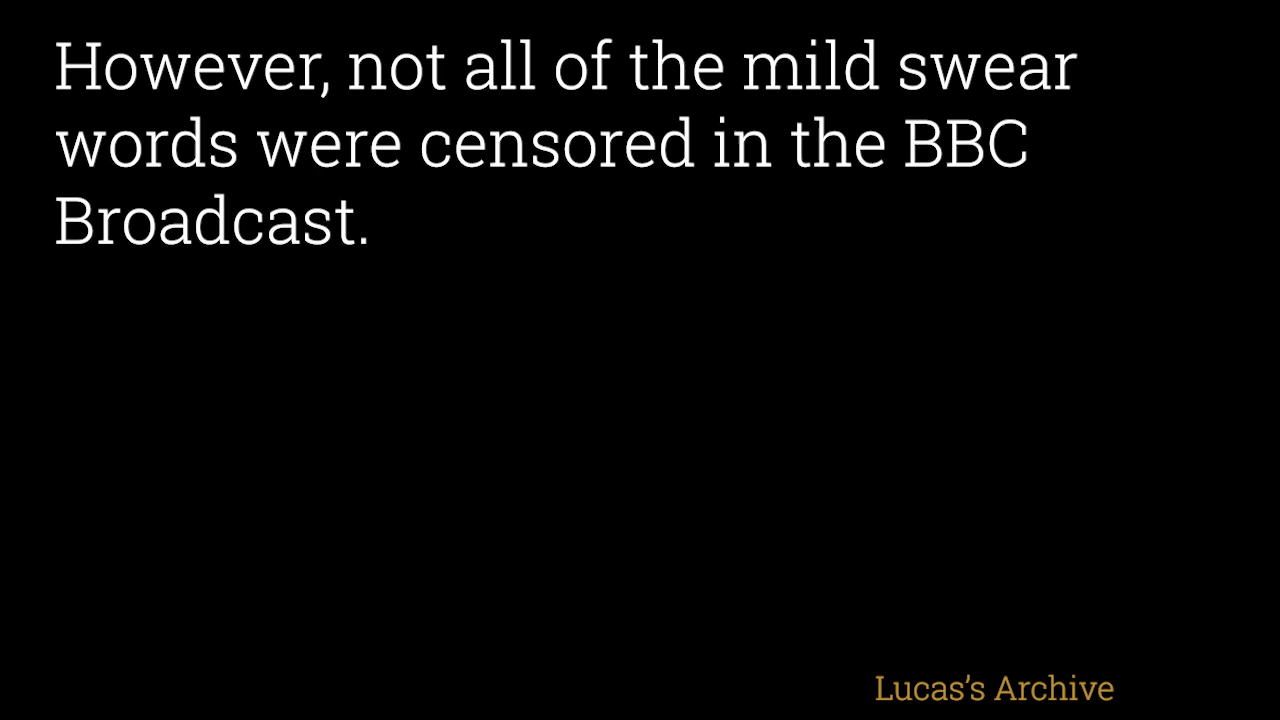 However, not all of the mild swear
words were censored in the BBC
Broadcast.
Lucas’s Archive